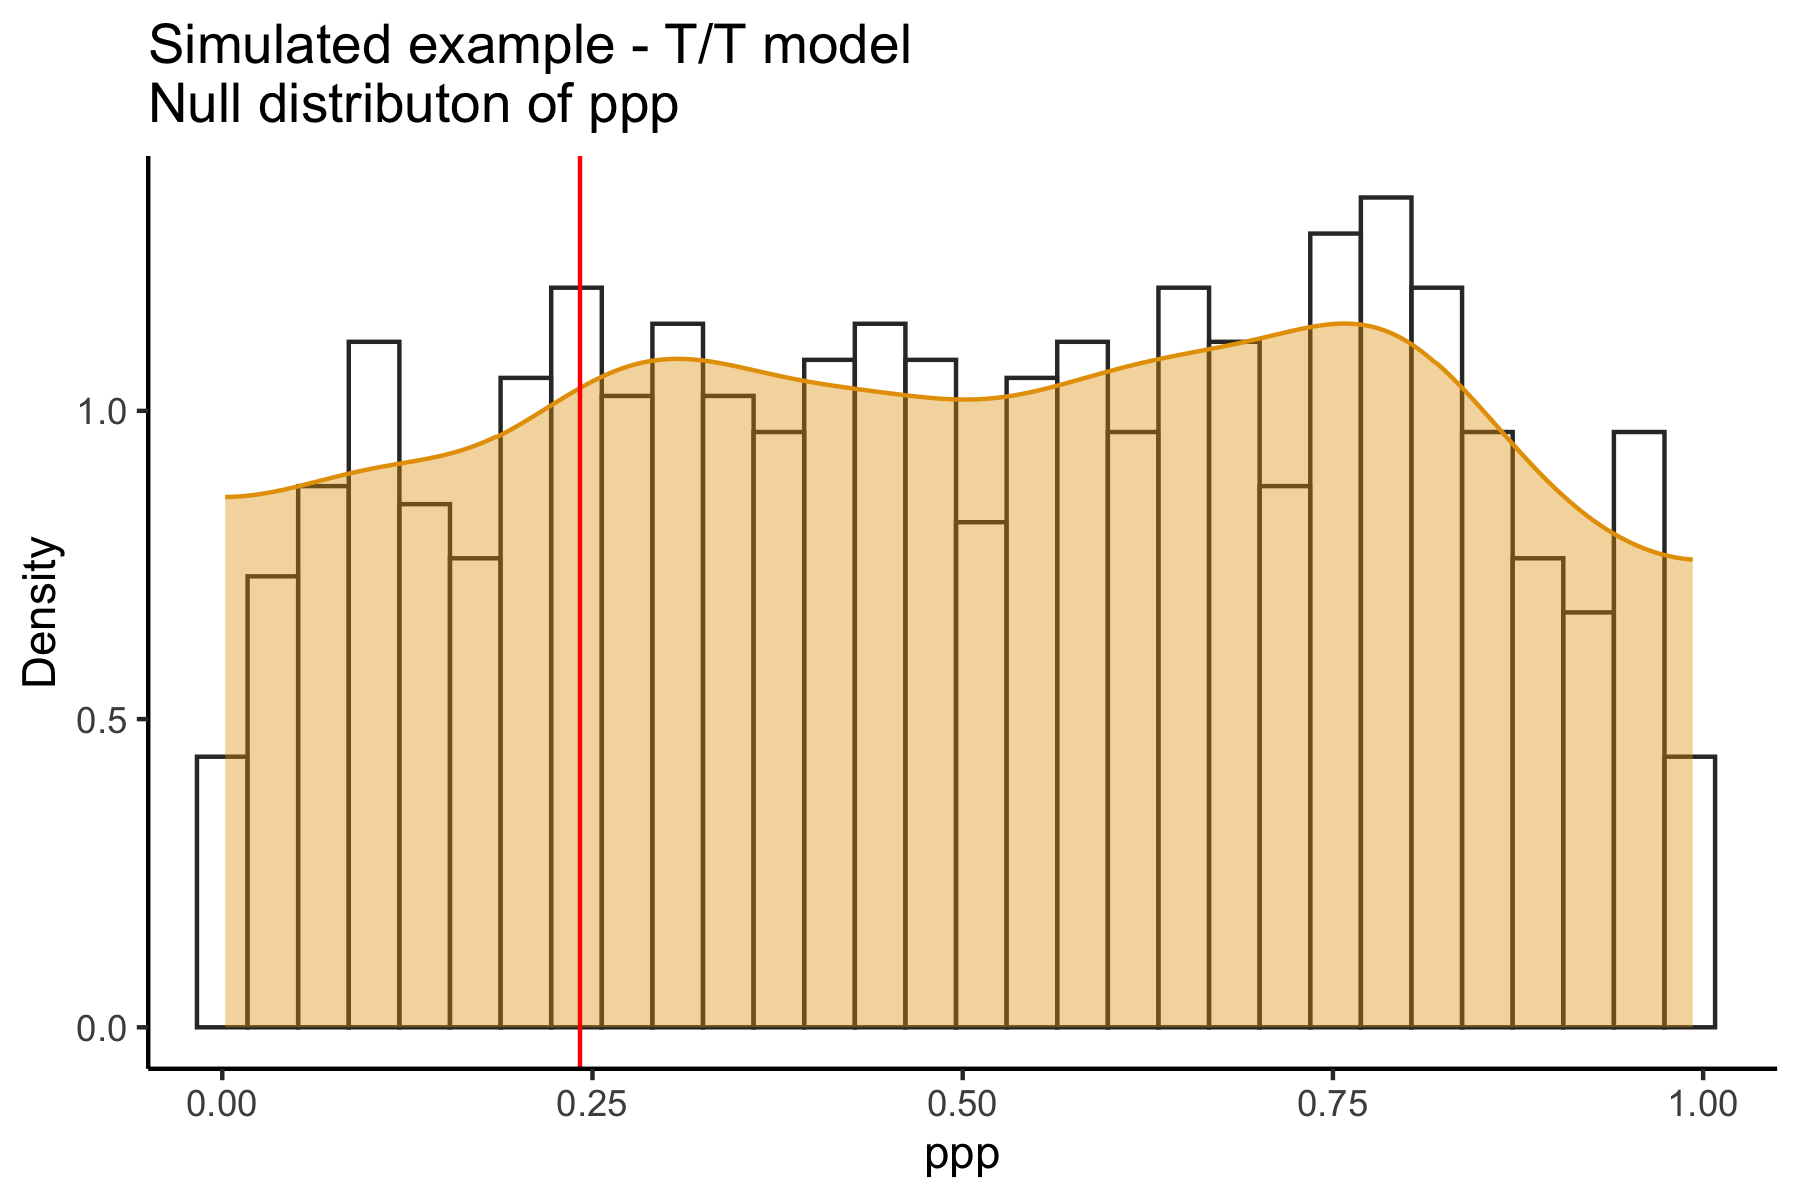 Simulated example - T/T model
Null distributon of ppp
Density
1.0
0.5
0.0
0.00 0.25 0.50 0.75 1.00
ppp